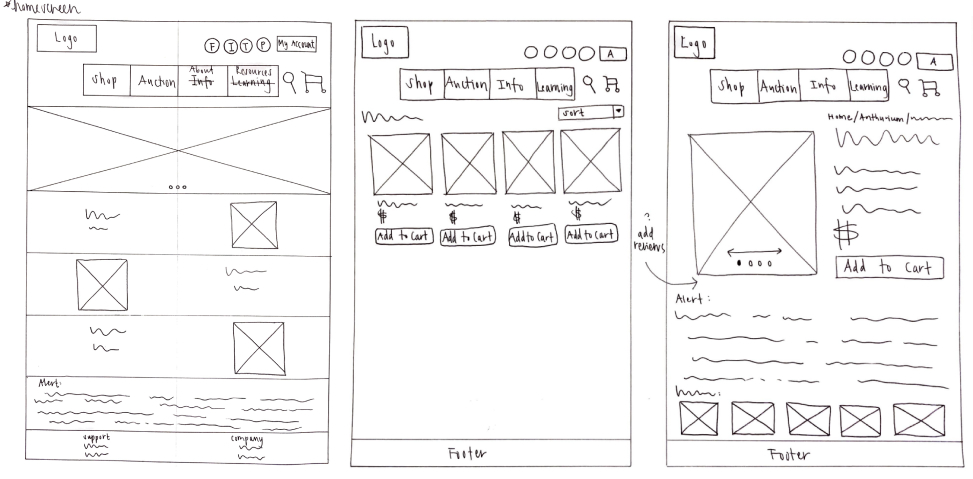 *homescreen
Logo
F I T P My Account
Shop Auction About Info Resources Learning
Alert:
support company
Logo
A
Shop Auction Info Learning
sort
$ $ $ $
Add to Cart Add to Cart Add to Cart Add to Cart
Footer
? add
reviews
Logo
A
Shop Auction Info Learning
Home/Anthurium/
$
Add to Cart
Alert:
Footer